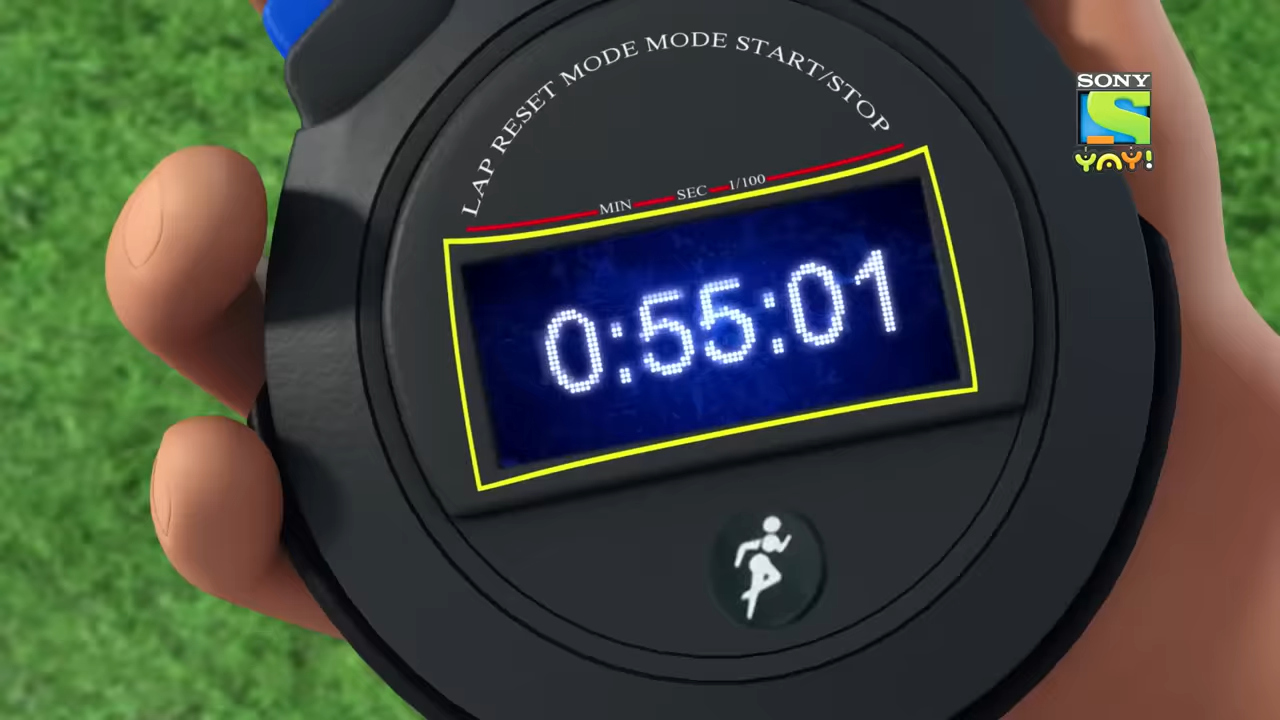 LAP RESET MODE MODE START/STOP
MIN SEC 1/100
0:55:01
SONY
S
YAY!